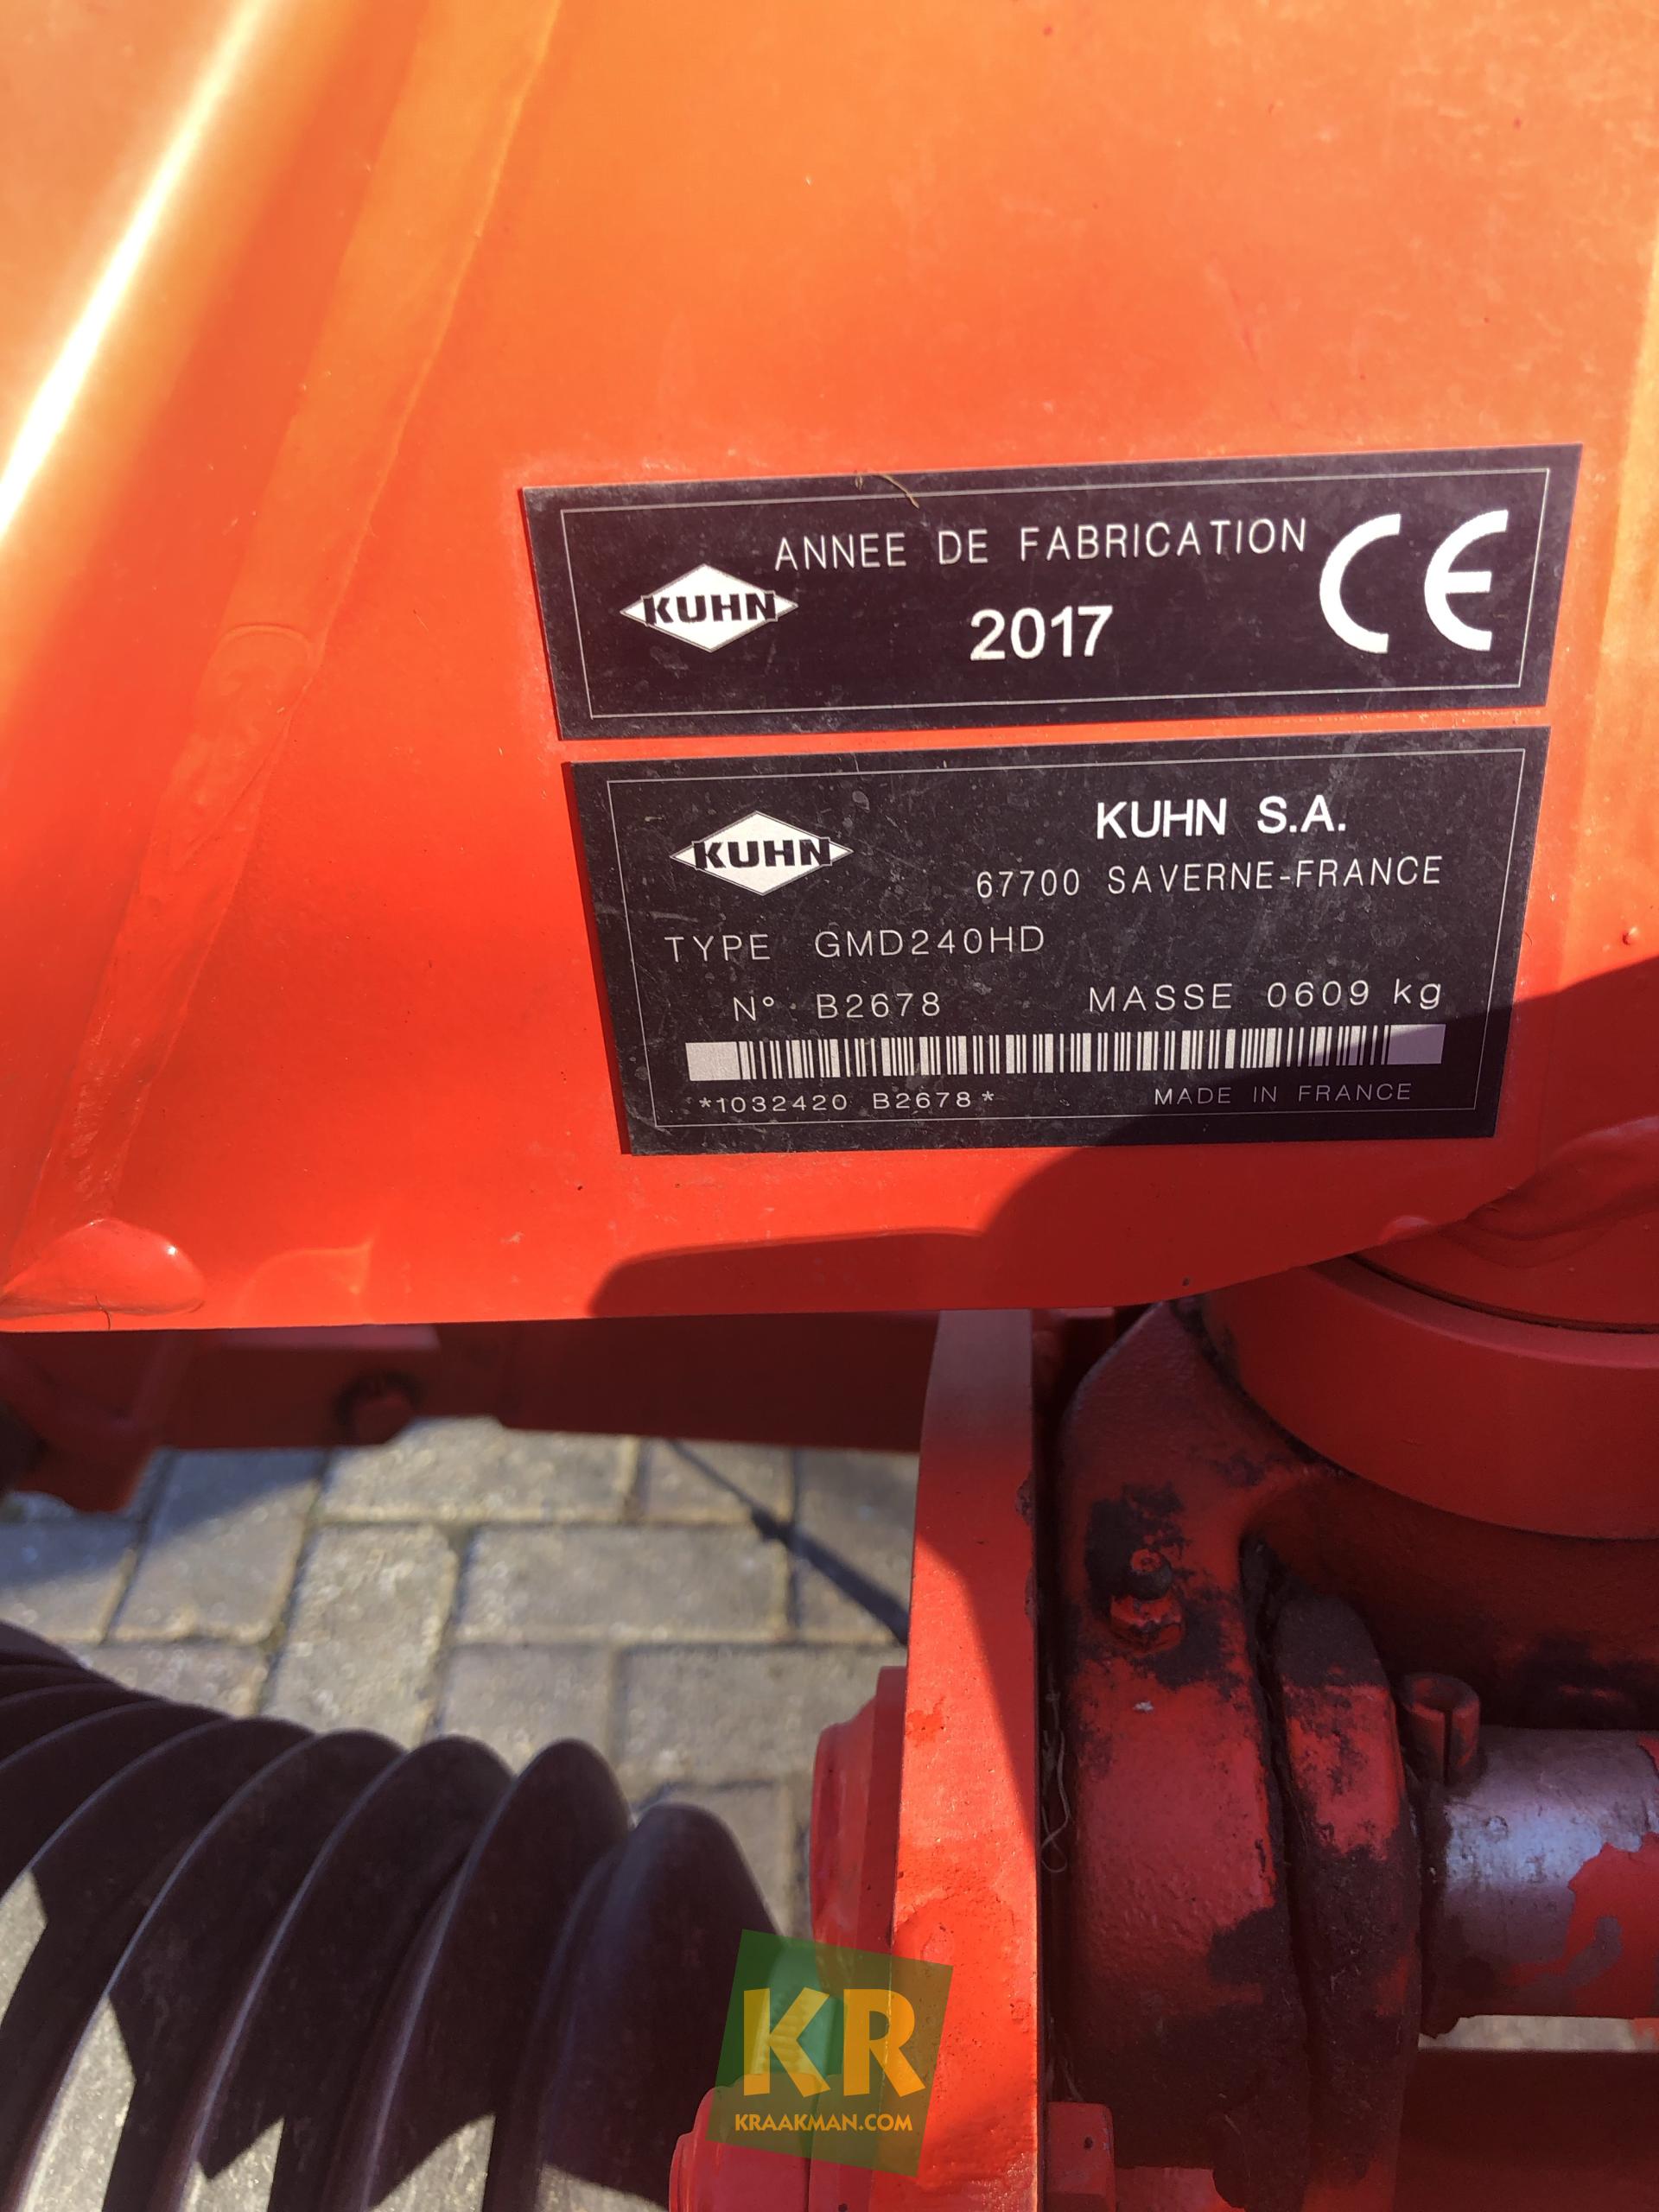 ANNEE DE FABRICATION
KUHN
2017
CE
KUHN
KUHN S.A.
67700 SAVERNE-FRANCE
TYPE GMD240HD
N° B2678 MASSE 0609 kg
*1032420 B2678* MADE IN FRANCE
KR
KRAAKMAN.COM